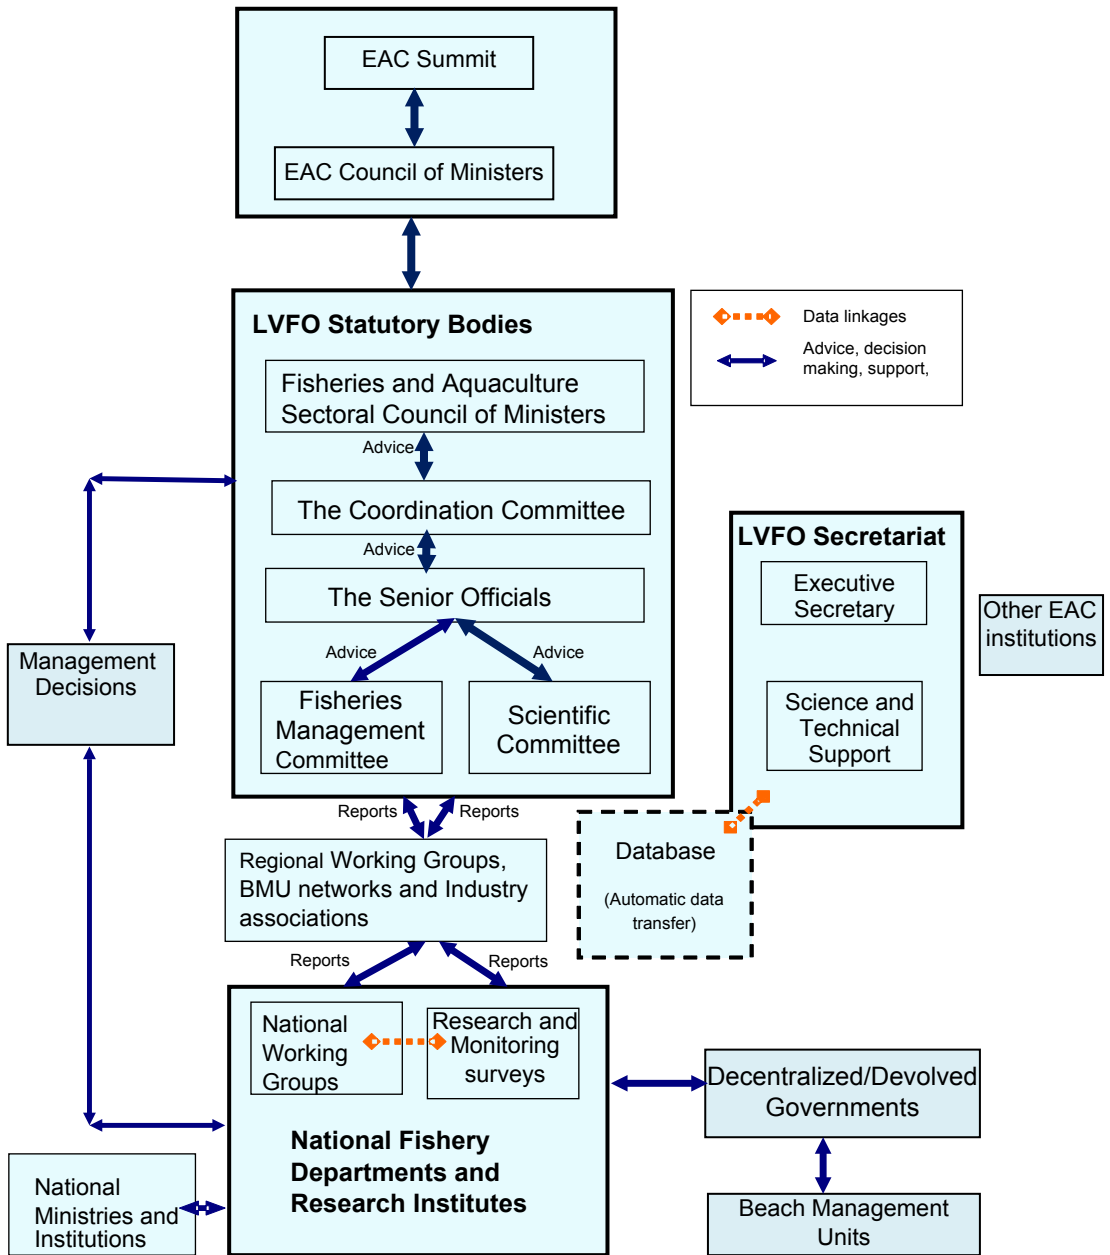 EAC Summit
EAC Council of Ministers
LVFO Statutory Bodies
Fisheries and Aquaculture
Sectoral Council of Ministers
Advice
The Coordination Committee
Advice
The Senior Officials
Advice
Advice
Fisheries
Management
Committee
Scientific
Committee
Data linkages
Advice, decision
making, support,
LVFO Secretariat
Executive
Secretary
Science and
Technical
Support
Other EAC
institutions
Management
Decisions
Reports
Reports
Regional Working Groups,
BMU networks and Industry
associations
Database
(Automatic data
transfer)
Reports
Reports
National
Working
Groups
Research and
Monitoring
surveys
National Fishery
Departments and
Research Institutes
Decentralized/Devolved
Governments
Beach Management
Units
National
Ministries and
Institutions